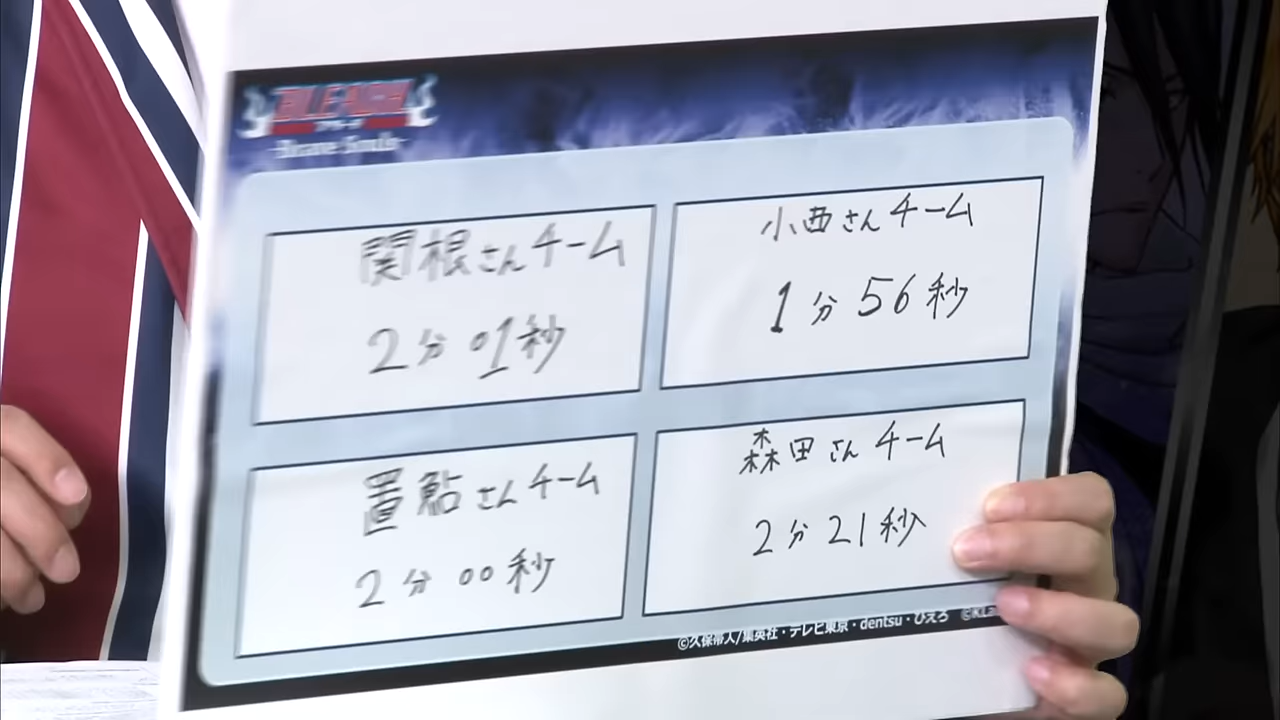 BLEACH
Brave Souls
関根さんチーム
2分01秒
小西さんチーム
1分56秒
置鮎さんチーム
2分00秒
森田さんチーム
2分21秒
©久保帯人/集英社・テレビ東京・dentsu・ぴえろ